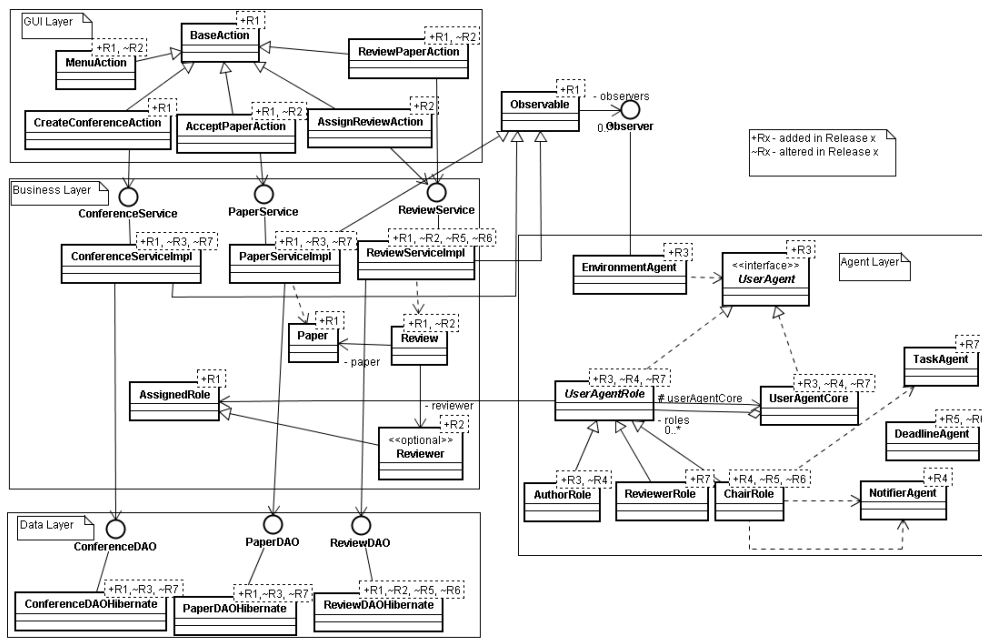 GUI Layer
+R1
BaseAction
+R1, ~R2
MenuAction
+R1, ~R2
ReviewPaperAction
+R1
CreateConferenceAction
+R1, ~R2
AcceptPaperAction
+R2
AssignReviewAction
+R1
Observable
- observers
0..
Observer
+Rx - added in Release x
~Rx - altered in Release x
Business Layer
ConferenceService
PaperService
ReviewService
+R1, ~R3, ~R7
ConferenceServiceImpl
+R1, ~R3, ~R7
PaperServiceImpl
+R1, ~R2, ~R5, ~R6
ReviewServiceImpl
+R1
Paper
+R1, ~R2
Review
- paper
+R1
AssignedRole
- reviewer
+R2
<<optional>>
Reviewer
Agent Layer
+R3
EnvironmentAgent
+R3
<<interface>>
UserAgent
+R7
TaskAgent
+R3, ~R4, ~R7
UserAgentRole
# userAgentCore
+R3, ~R4, ~R7
UserAgentCore
- roles
0..*
+R5, ~R6
DeadlineAgent
+R3, ~R4
AuthorRole
+R7
ReviewerRole
+R4, ~R5, ~R6
ChairRole
+R4
NotifierAgent
Data Layer
ConferenceDAO
PaperDAO
ReviewDAO
+R1,~R3, ~R7
ConferenceDAOHibernate
+R1,~R3, ~R7
PaperDAOHibernate
+R1,~R2, ~R5, ~R6
ReviewDAOHibernate